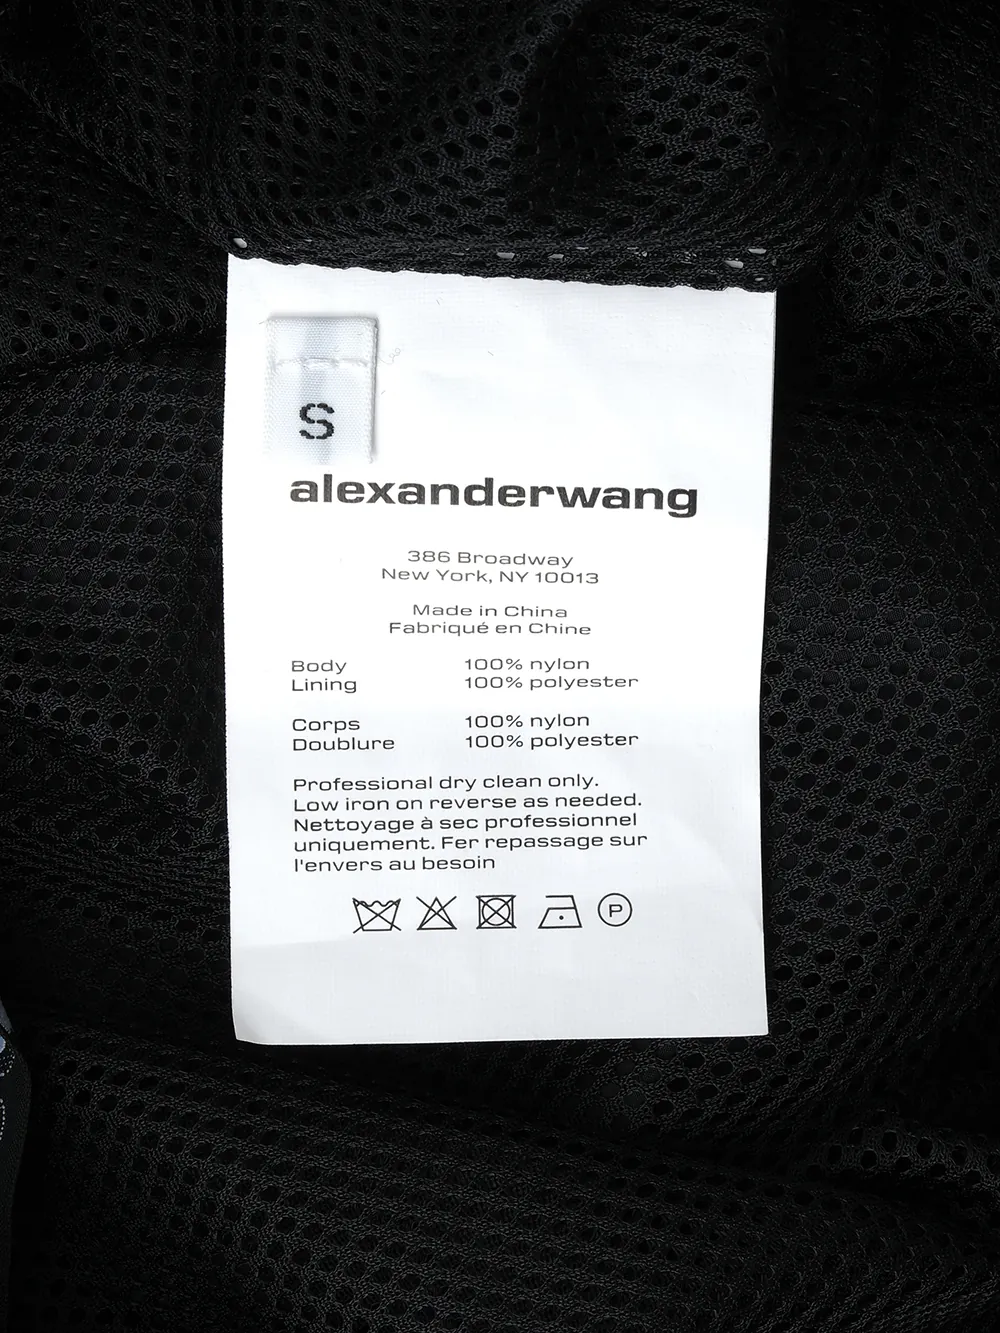 S
alexanderwang
386 Broadway
New York, NY 10013
Made in China
Fabriqué en Chine
Body 100% nylon
Lining 100% polyester
Corps 100% nylon
Doublure 100% polyester
Professional dry clean only.
Low iron on reverse as needed.
Nettoyage à sec professionnel
uniquement. Fer repassage sur
l'envers au besoin
P